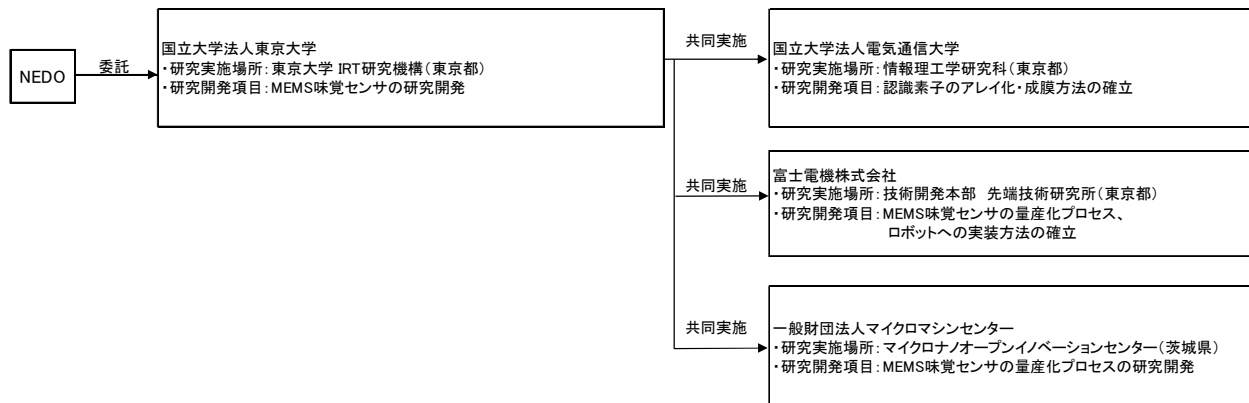 NEDO
委託
国立大学法人東京大学
・研究実施場所：東京大学 IRT研究機構（東京都）
・研究開発項目：MEMS味覚センサの研究開発
共同実施
国立大学法人電気通信大学
・研究実施場所：情報理工学研究科（東京都）
・研究開発項目：認識素子のアレイ化・成膜方法の確立
共同実施
富士電機株式会社
・研究実施場所：技術開発本部　先端技術研究所（東京都）
・研究開発項目：MEMS味覚センサの量産化プロセス、
ロボットへの実装方法の確立
共同実施
一般財団法人マイクロマシンセンター
・研究実施場所：マイクロナノオープンイノベーションセンター（茨城県）
・研究開発項目：MEMS味覚センサの量産化プロセスの研究開発